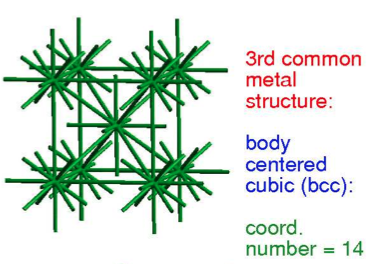 3rd common
metal
structure:
body
centered
cubic (bcc):
coord.
number = 14